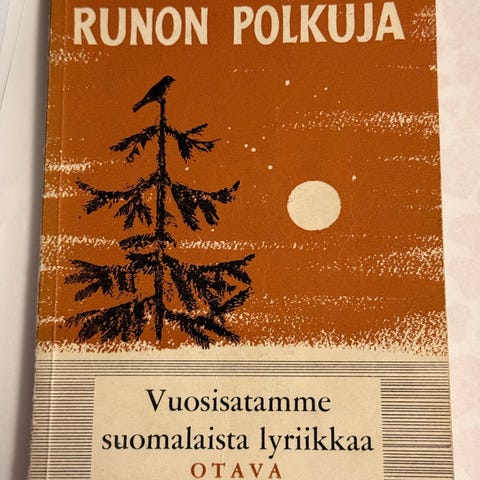 RUNON POLKUJA
Vuosisatamme
suomalaista lyriikkaa
OTAVA